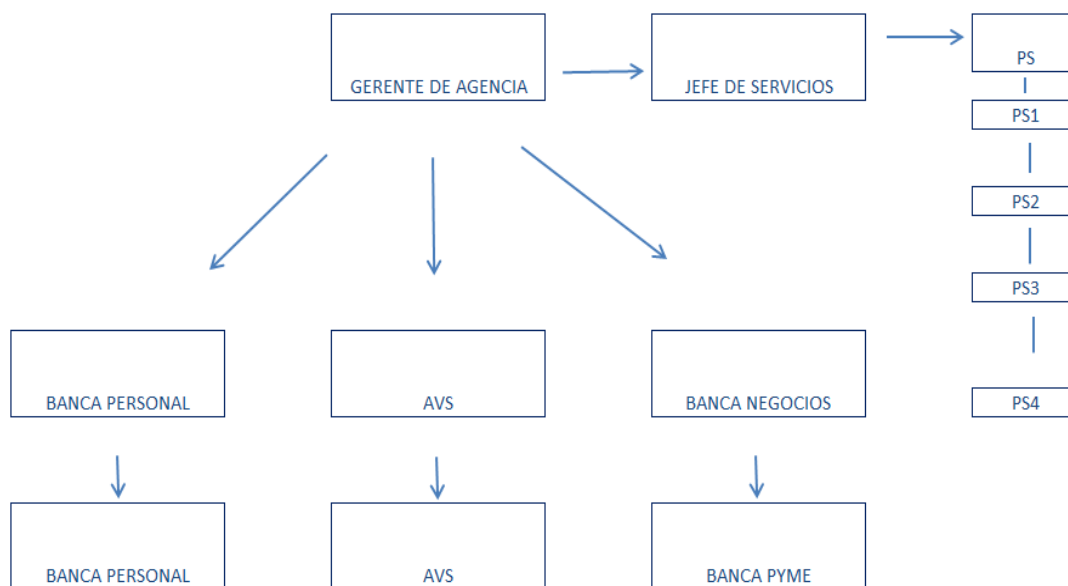 GERENTE DE AGENCIA
JEFE DE SERVICIOS
PS
PS1
PS2
PS3
PS4
BANCA PERSONAL
AVS
BANCA NEGOCIOS
BANCA PERSONAL
AVS
BANCA PYME